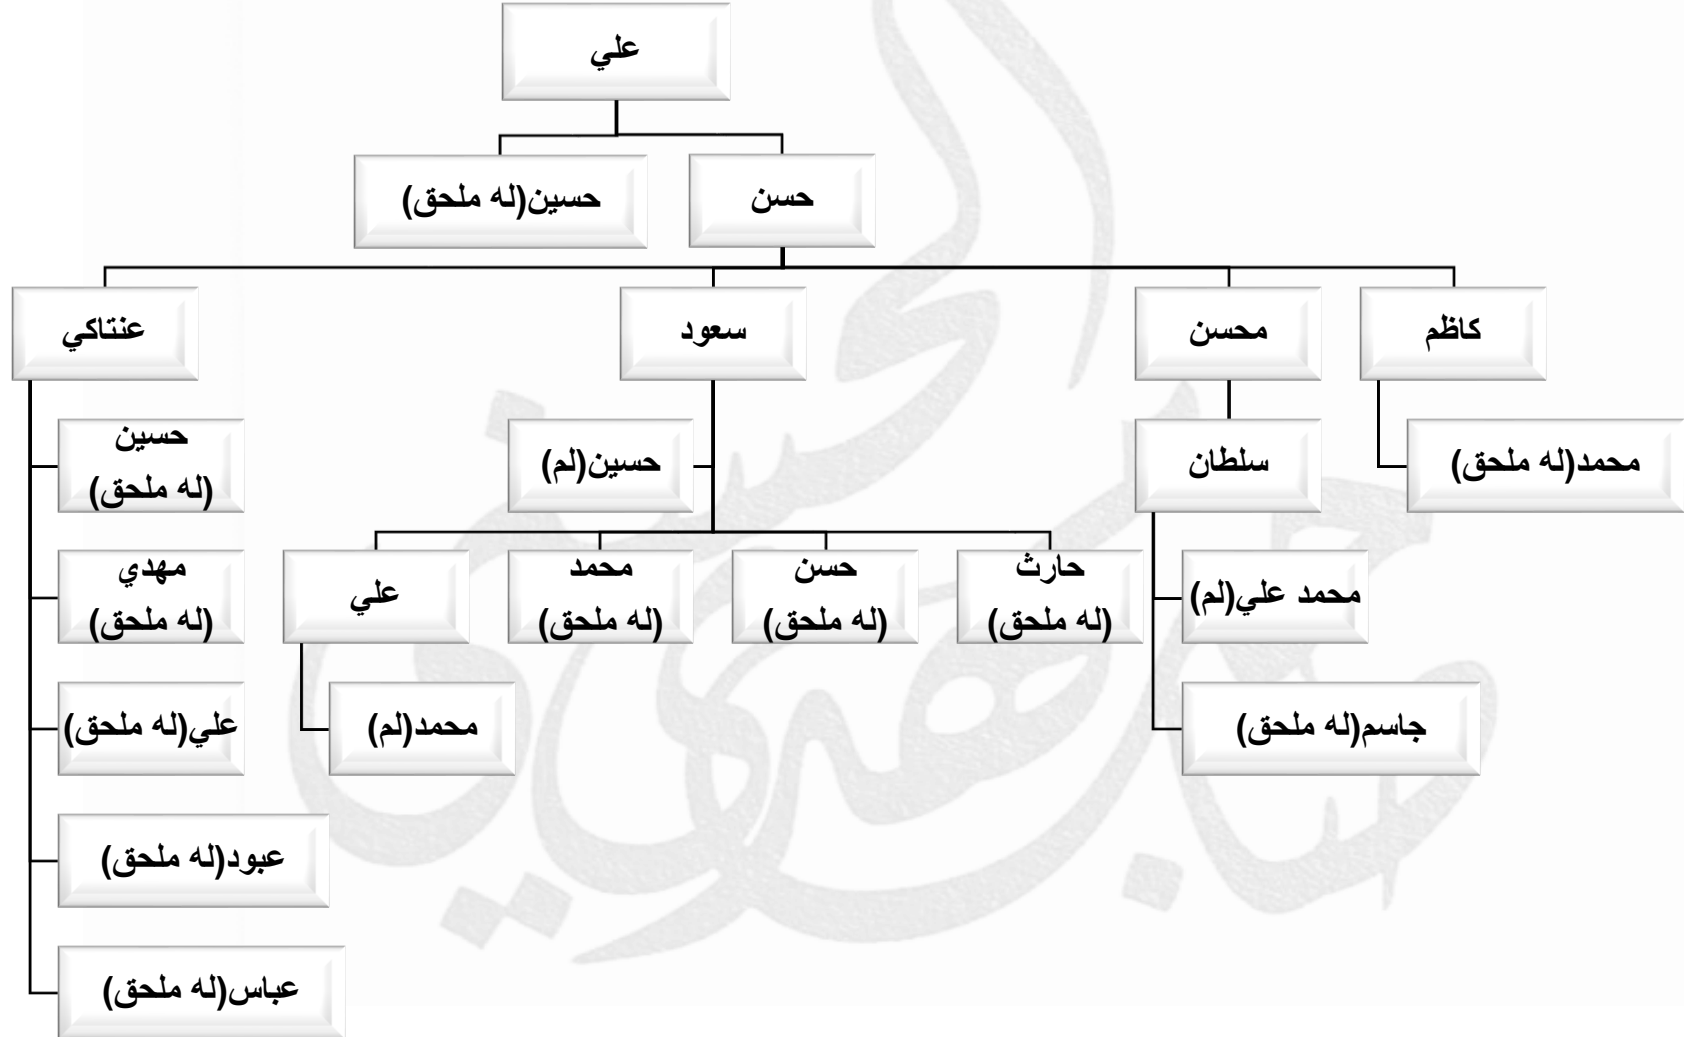 علي
حسن
حسين(له ملحق)
كاظم
محسن
سعود
عنتاكي
محمد(له ملحق)
سلطان
حسين(لم)
حسين
(له ملحق)
حارث
(له ملحق)
حسن
(له ملحق)
محمد
(له ملحق)
علي
محمد علي(لم)
مهدي
(له ملحق)
جاسم(له ملحق)
محمد(لم)
علي(له ملحق)
عبود(له ملحق)
عباس(له ملحق)